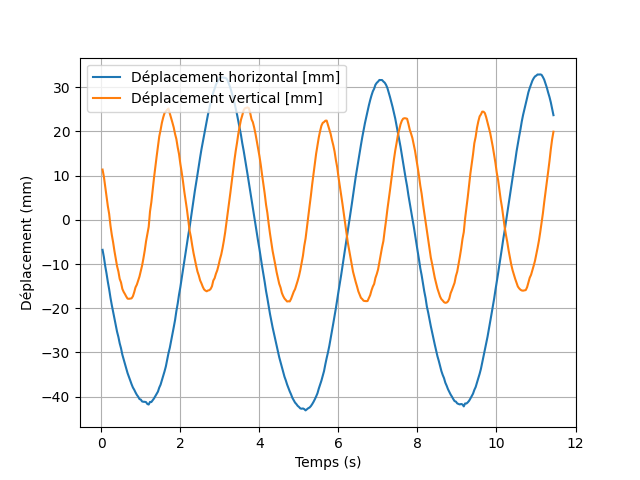 Déplacement horizontal [mm]
Déplacement vertical [mm]
30
20
10
0
−10
−20
−30
−40
Déplacement (mm)
0 2 4 6 8 10 12
Temps (s)